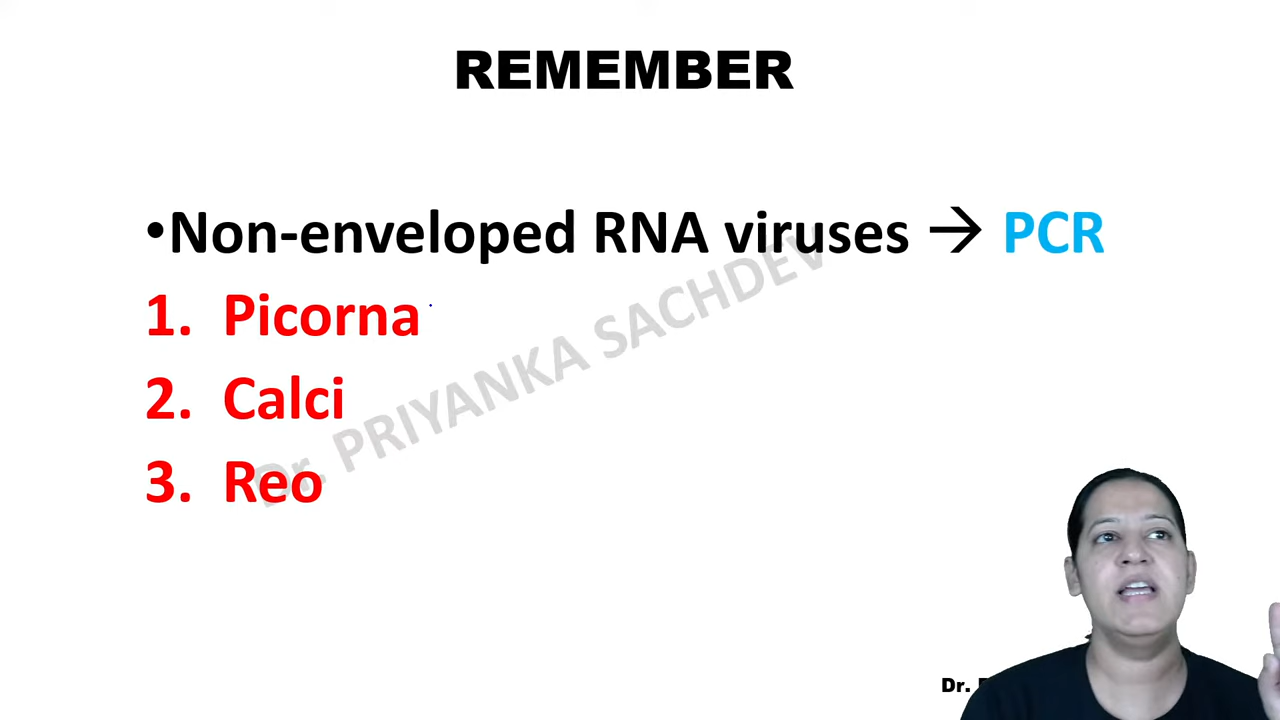 REMEMBER
•Non-enveloped RNA viruses → PCR
1. Picorna
2. Calci
3. Reo
Dr. PRIYANKA SACHDEV
Dr.